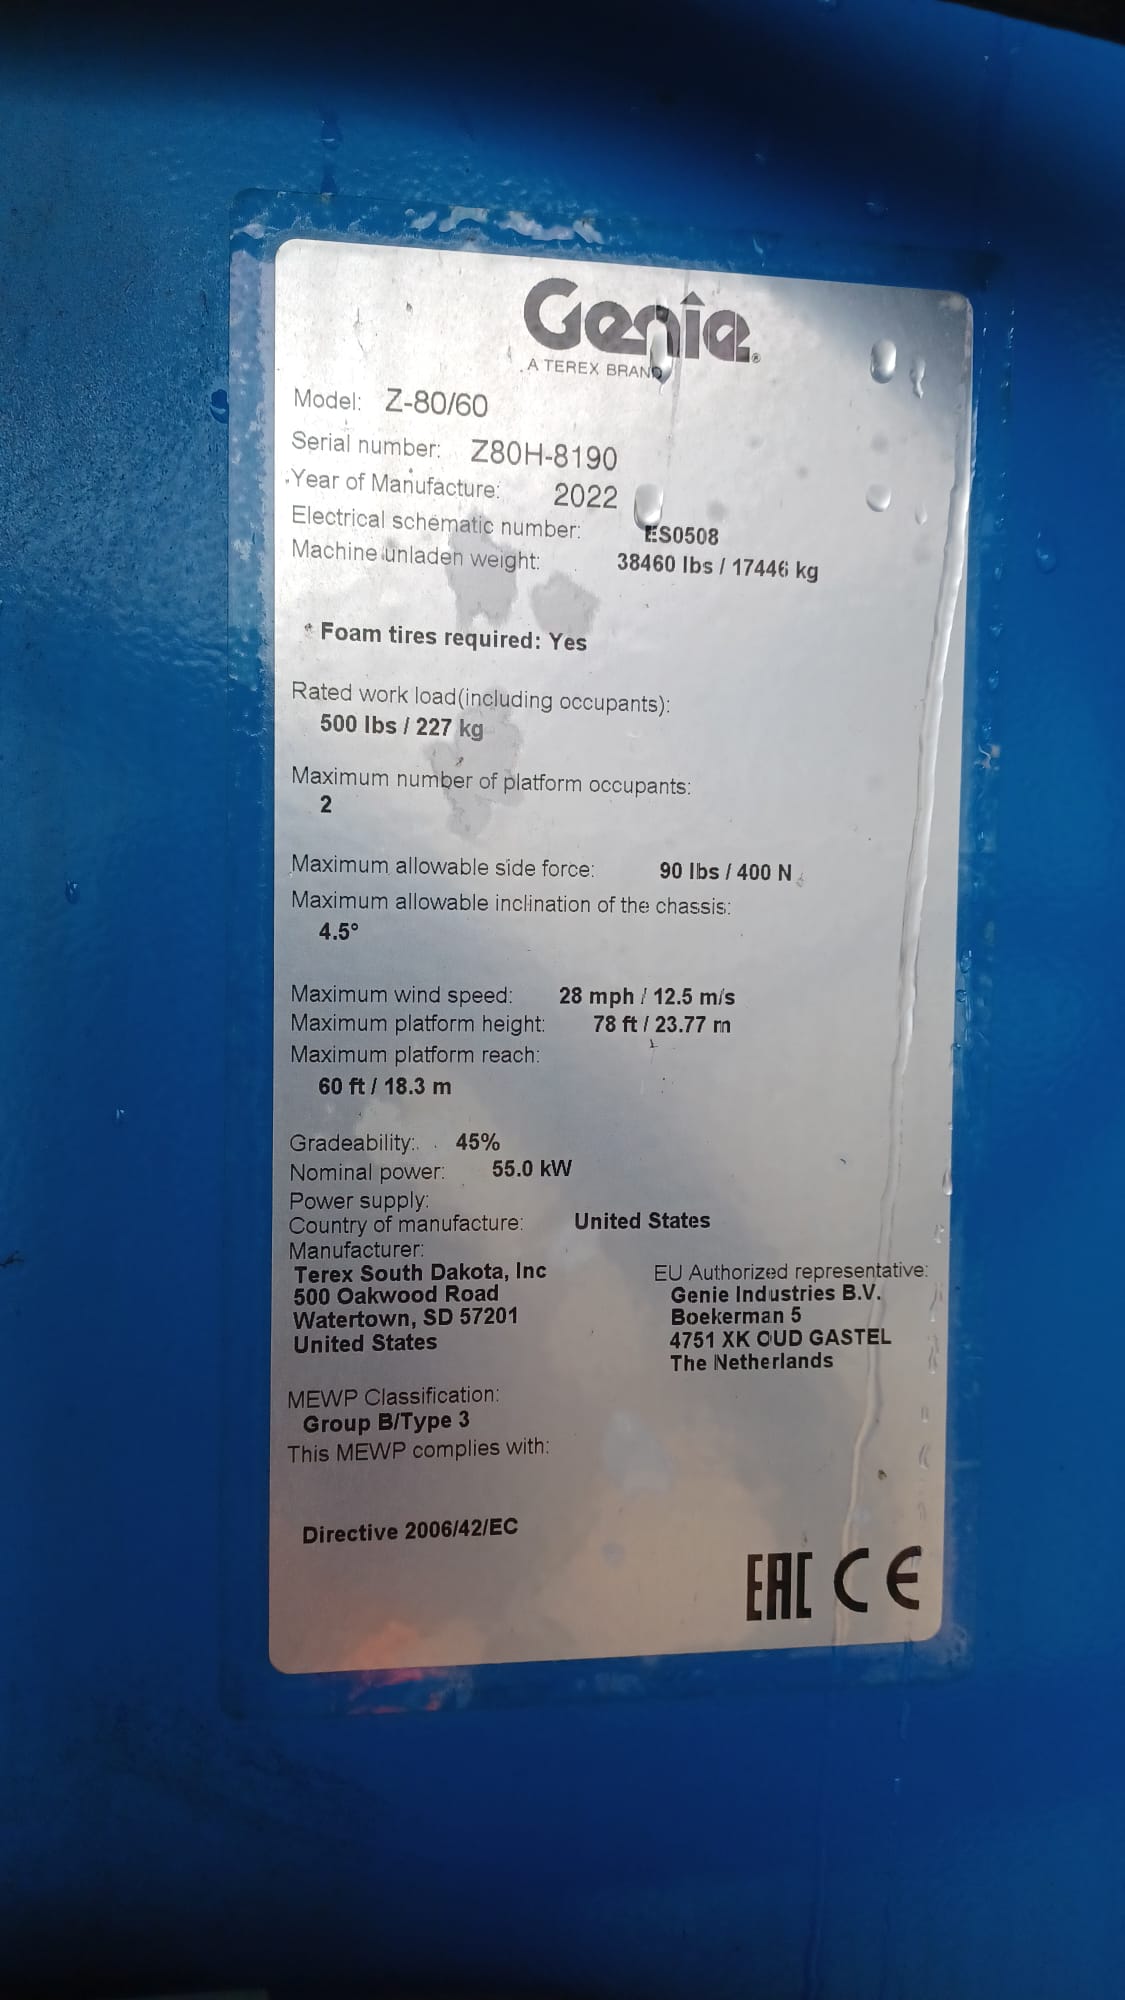 Genie®
A TEREX BRAND
Model: Z-80/60
Serial number: Z80H-8190
Year of Manufacture: 2022
Electrical schematic number: ES0508
Machine unladen weight: 38460 lbs / 17446 kg
* Foam tires required: Yes
Rated work load(including occupants):
500 lbs / 227 kg
Maximum number of platform occupants:
2
Maximum allowable side force: 90 lbs / 400 N
Maximum allowable inclination of the chassis:
4.5°
Maximum wind speed: 28 mph / 12.5 m/s
Maximum platform height: 78 ft / 23.77 m
Maximum platform reach:
60 ft / 18.3 m
Gradeability: 45%
Nominal power: 55.0 kW
Power supply:
Country of manufacture: United States
Manufacturer:
Terex South Dakota, Inc
500 Oakwood Road
Watertown, SD 57201
United States
EU Authorized representative:
Genie Industries B.V.
Boekerman 5
4751 XK OUD GASTEL
The Netherlands
MEWP Classification:
Group B/Type 3
This MEWP complies with:
Directive 2006/42/EC
EAC CE